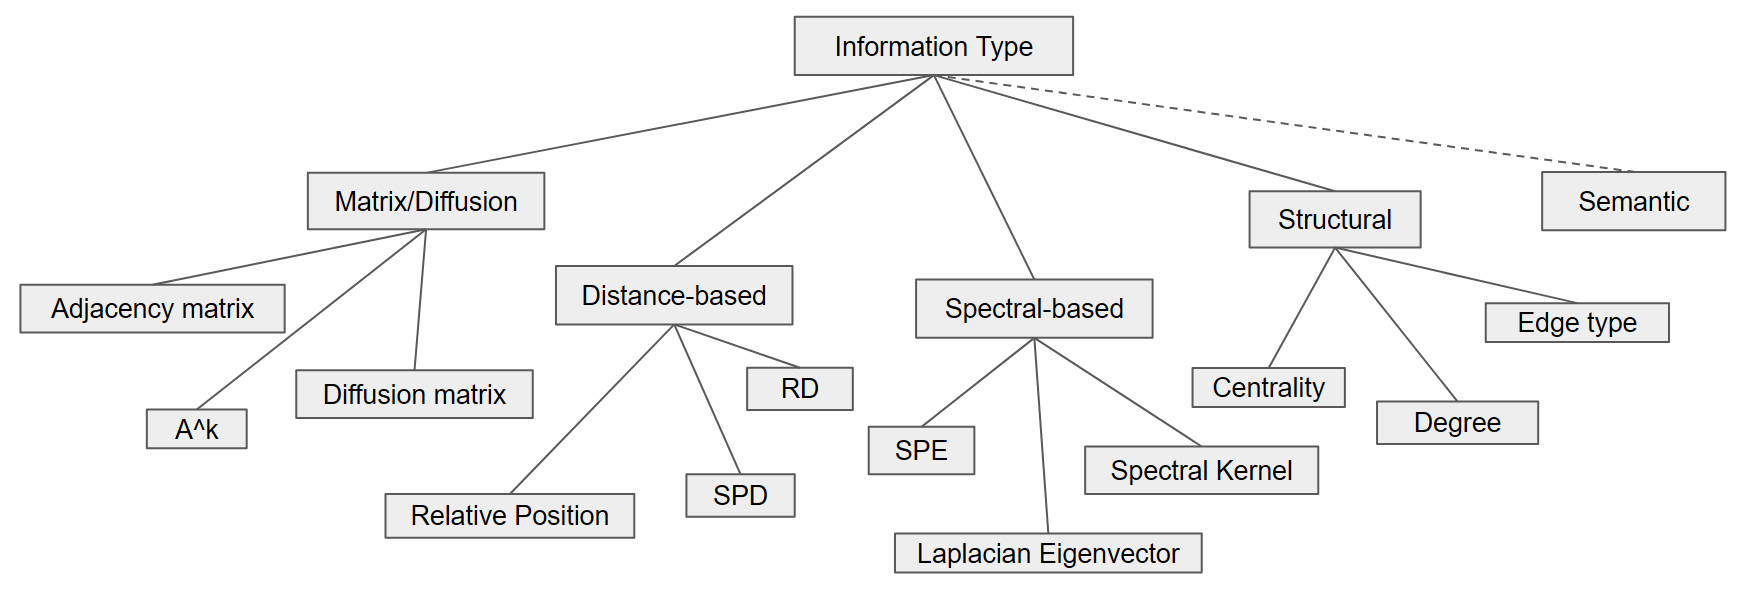 Information Type
Matrix/Diffusion
Semantic
Structural
Distance-based
Spectral-based
Adjacency matrix
Edge type
Diffusion matrix
RD
Centrality
A^k
Degree
SPE
Spectral Kernel
SPD
Relative Position
Laplacian Eigenvector